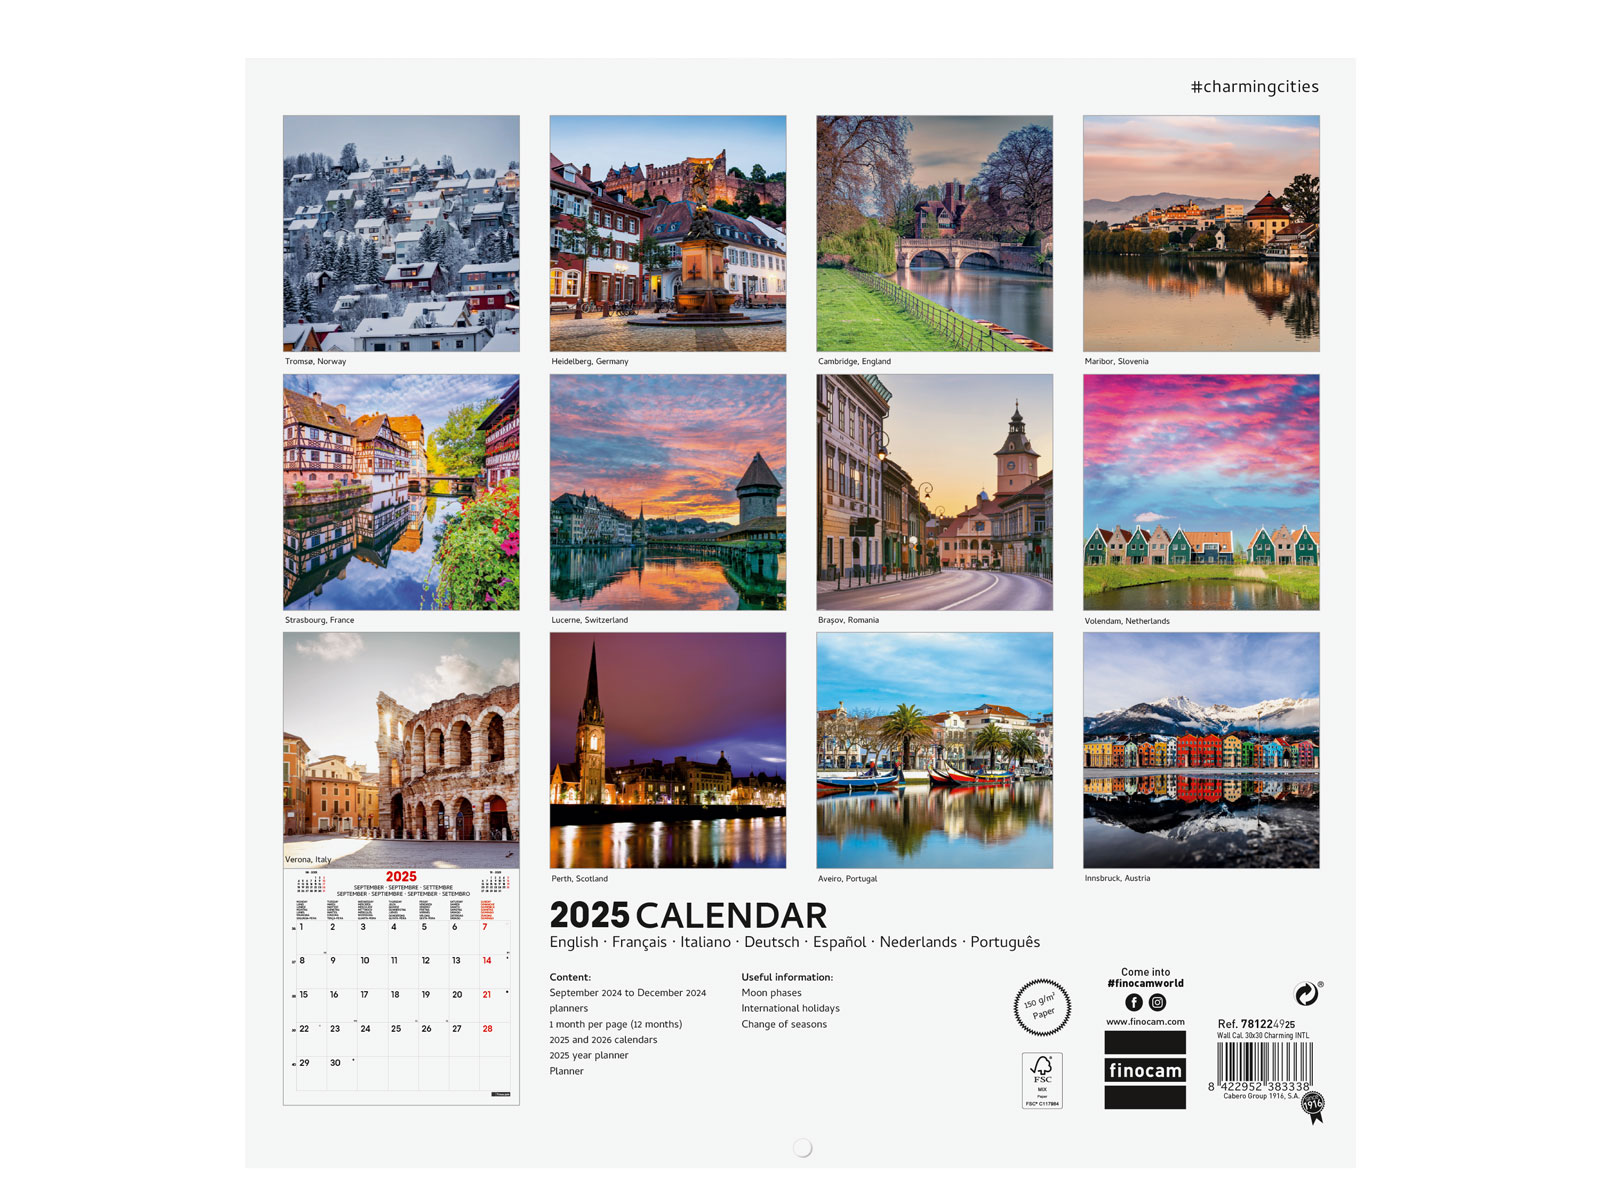 #charmingcities
Tromsø, Norway
Heidelberg, Germany
Cambridge, England
Maribor, Slovenia
Strasbourg, France
Lucerne, Switzerland
Brașov, Romania
Volendam, Netherlands
Verona, Italy
Perth, Scotland
Aveiro, Portugal
Innsbruck, Austria
2025
SEPTEMBER · SEPTEMBRE · SETTEMBRE
SEPTEMBER · SEPTIEMBRE · SEPTEMBER · SETEMBRO
1 2 3 4 5 6 7
8 9 10 11 12 13 14
15 16 17 18 19 20 21
22 23 24 25 26 27 28
29 30
2025 CALENDAR
English · Français · Italiano · Deutsch · Español · Nederlands · Português
Content:
September 2024 to December 2024
planners
1 month per page (12 months)
2025 and 2026 calendars
2025 year planner
Planner
Useful information:
Moon phases
International holidays
Change of seasons
150 g/m²
Paper
FSC
MIX
Paper
FSC® C117884
Come into
#finocamworld
www.finocam.com
finocam
®
Ref. 781224925
Wall Cal. 30x30 Charming INTL
8 422952 383338
Cabero Group 1916, S.A.
1916